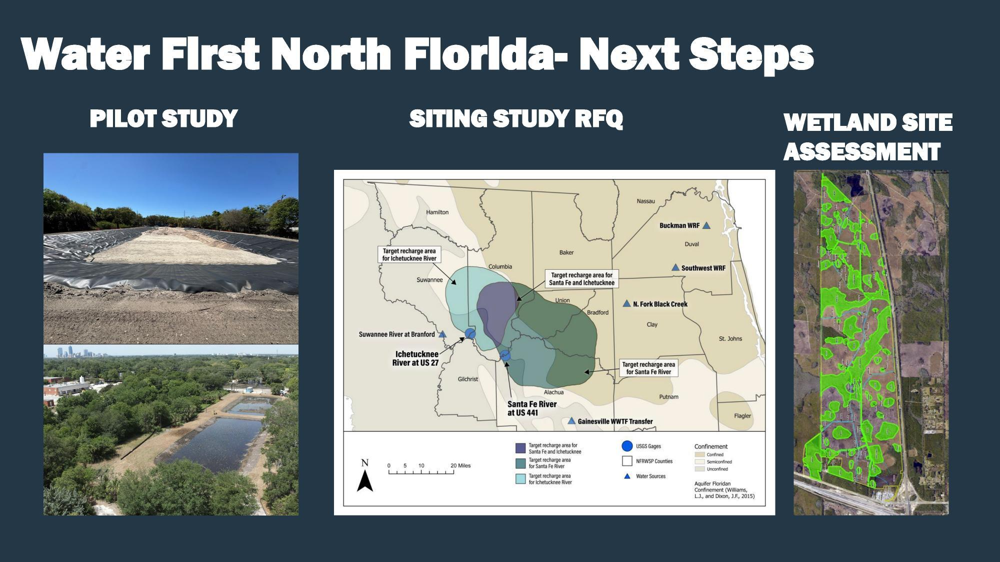 Water First North Florida- Next Steps
PILOT STUDY
SITING STUDY RFQ
WETLAND SITE
ASSESSMENT
Hamilton
Nassau
Buckman WRF
Duval
Target recharge area
for Ichetucknee River
Baker
Columbia
Southwest WRF
Suwannee
Target recharge area for
Santa Fe and Ichetucknee
Union
N. Fork Black Creek
Bradford
Clay
Suwannee River at Branford
St. Johns
Ichetucknee
River at US 27
Target recharge area
for Santa Fe River
Gilchrist
Alachua
Putnam
Santa Fe River
at US 441
Flagler
Gainesville WWTF Transfer
N
0 5 10 20 Miles
Target recharge area for
Santa Fe and Ichetucknee
Target recharge area
for Santa Fe River
Target recharge area
for Ichetucknee River
USGS Gages
NFRWSP Counties
Water Sources
Confinement
Confined
Semiconfined
Unconfined
Aquifer Floridan
Confinement (Williams,
L.J., and Dixon, J.F., 2015)